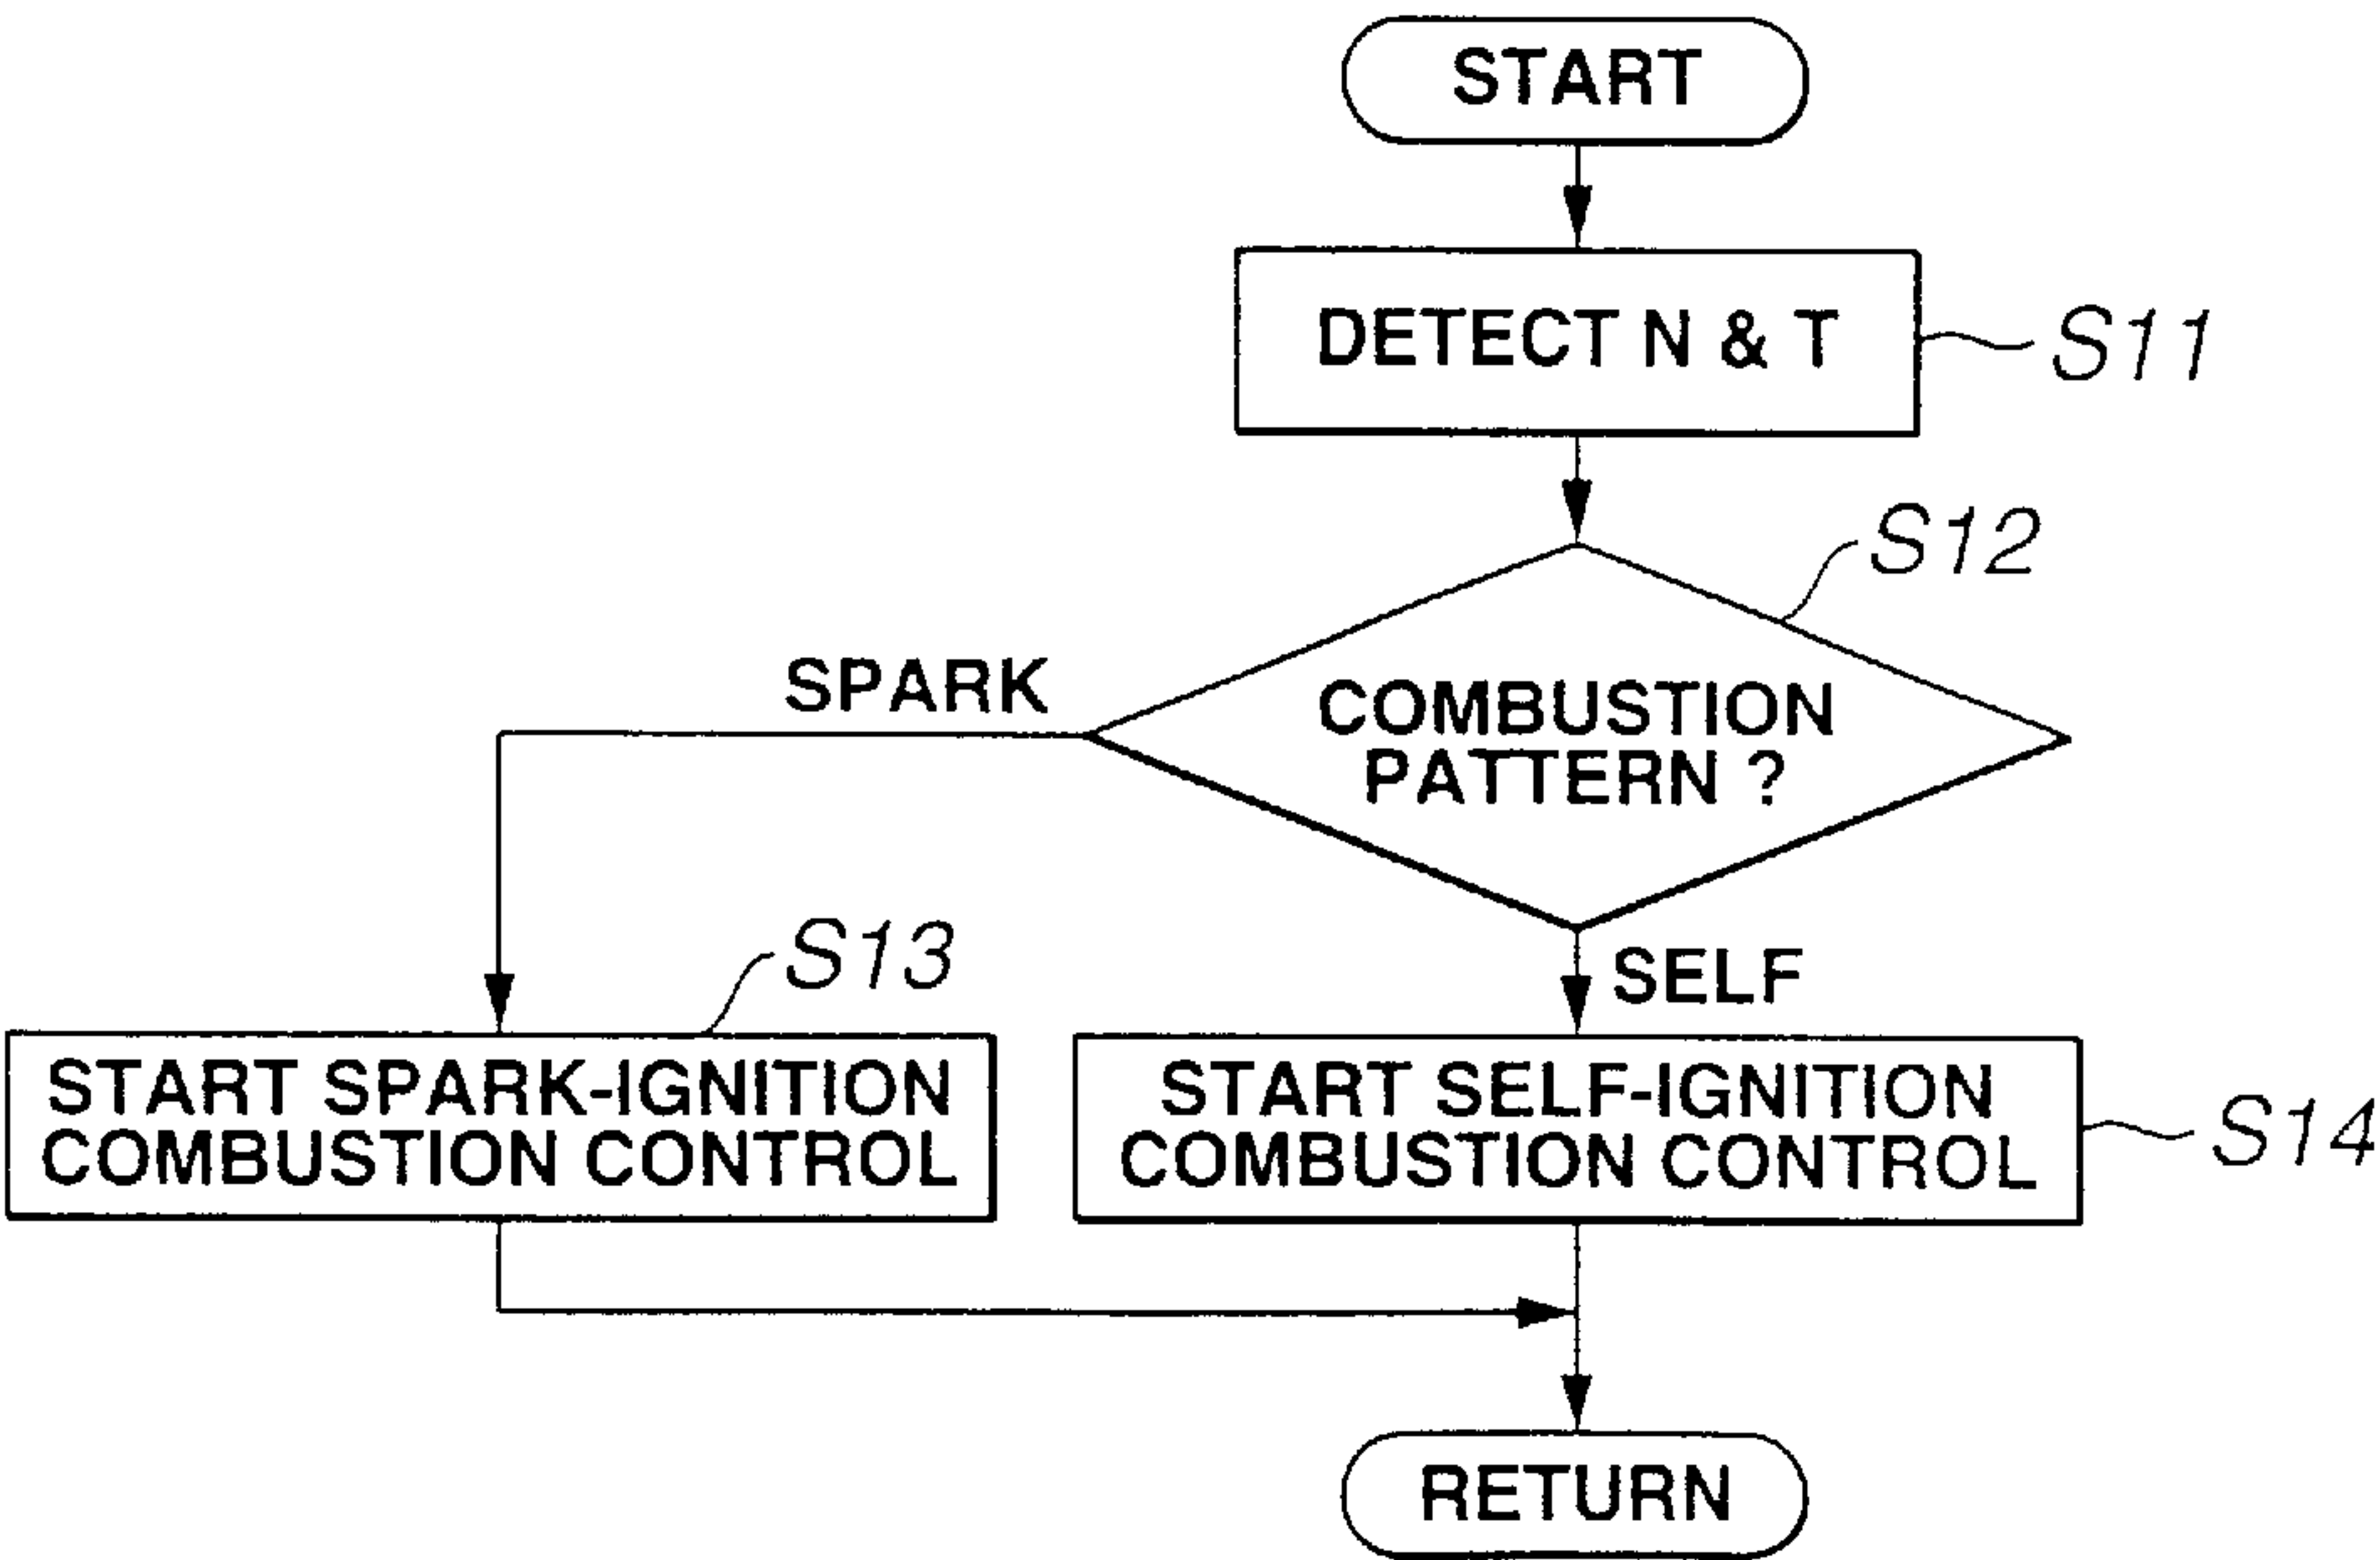 START
DETECT N & T
S11
S12
COMBUSTION
PATTERN ?
SPARK
SELF
S13
START SPARK-IGNITION
COMBUSTION CONTROL
START SELF-IGNITION
COMBUSTION CONTROL
S14
RETURN